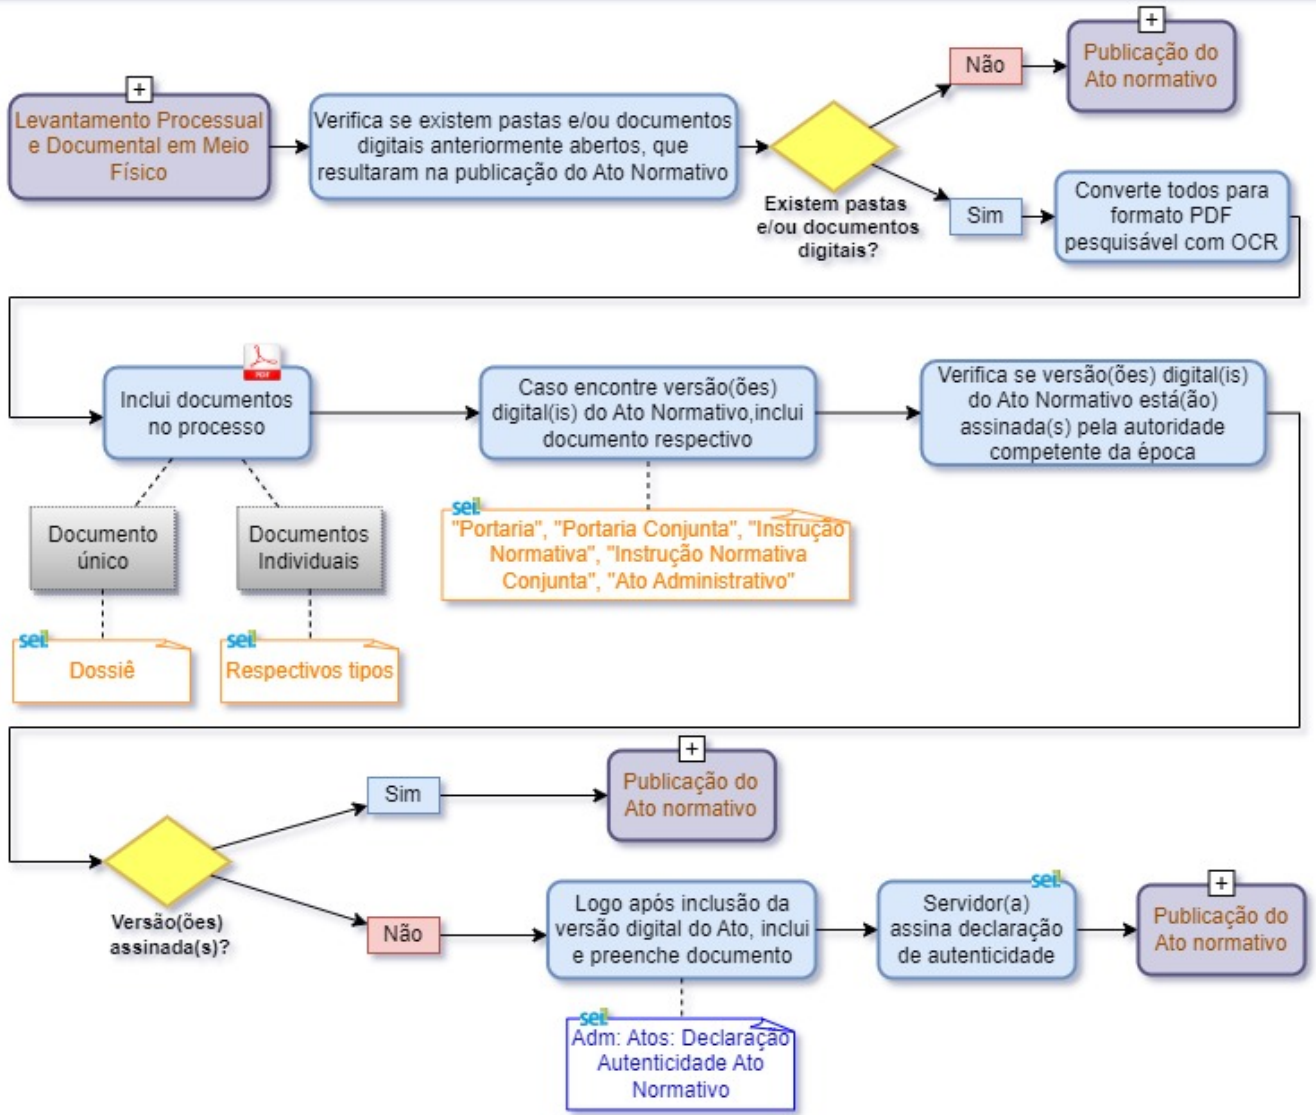 +
Levantamento Processual
e Documental em Meio
Físico
Verifica se existem pastas e/ou documentos
digitais anteriormente abertos, que
resultaram na publicação do Ato Normativo
Existem pastas
e/ou documentos
digitais?
Não
+
Publicação do
Ato normativo
Sim
Converte todos para
formato PDF
pesquisável com OCR
PDF
Inclui documentos
no processo
Documento
único
sei!
Dossiê
Documentos
Individuais
sei!
Respectivos tipos
Caso encontre versão(ões)
digital(is) do Ato Normativo,inclui
documento respectivo
sei!
"Portaria", "Portaria Conjunta", "Instrução
Normativa", "Instrução Normativa
Conjunta", "Ato Administrativo"
Verifica se versão(ões) digital(is)
do Ato Normativo está(ão)
assinada(s) pela autoridade
competente da época
Versão(ões)
assinada(s)?
Sim
+
Publicação do
Ato normativo
Não
Logo após inclusão da
versão digital do Ato, inclui
e preenche documento
sei!
Adm: Atos: Declaração
Autenticidade Ato
Normativo
sei!
Servidor(a)
assina declaração
de autenticidade
+
Publicação do
Ato normativo